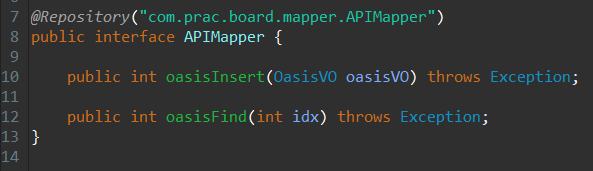 7 @Repository("com.prac.board.mapper.APIMapper")
8 public interface APIMapper {
9
10 public int oasisInsert(OasisVO oasisVO) throws Exception;
11
12 public int oasisFind(int idx) throws Exception;
13 }
14